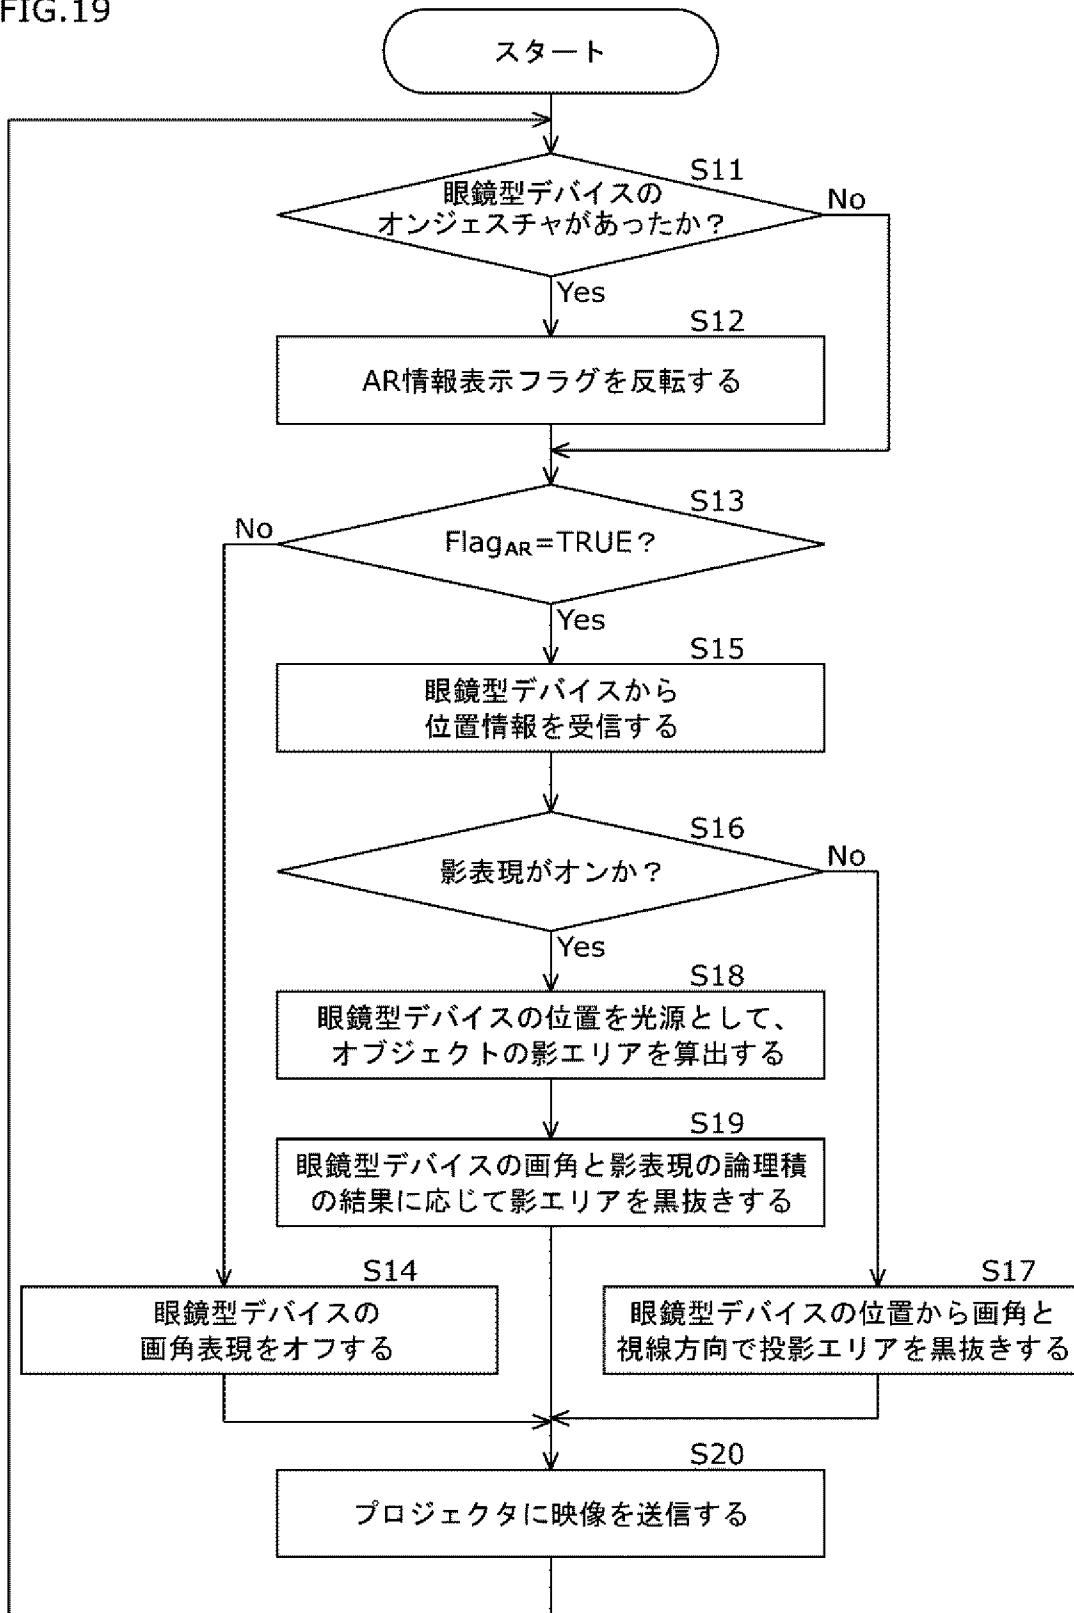 FIG.19
スタート
S11
眼鏡型デバイスの
オンジェスチャがあったか？
No
Yes
S12
AR情報表示フラグを反転する
S13
No
FlagAR=TRUE？
Yes
S15
眼鏡型デバイスから
位置情報を受信する
S16
影表現がオンか？
No
Yes
S18
眼鏡型デバイスの位置を光源として、
オブジェクトの影エリアを算出する
S19
眼鏡型デバイスの画角と影表現の論理積
の結果に応じて影エリアを黒抜きする
S14
眼鏡型デバイスの
画角表現をオフする
S17
眼鏡型デバイスの位置から画角と
視線方向で投影エリアを黒抜きする
S20
プロジェクタに映像を送信する